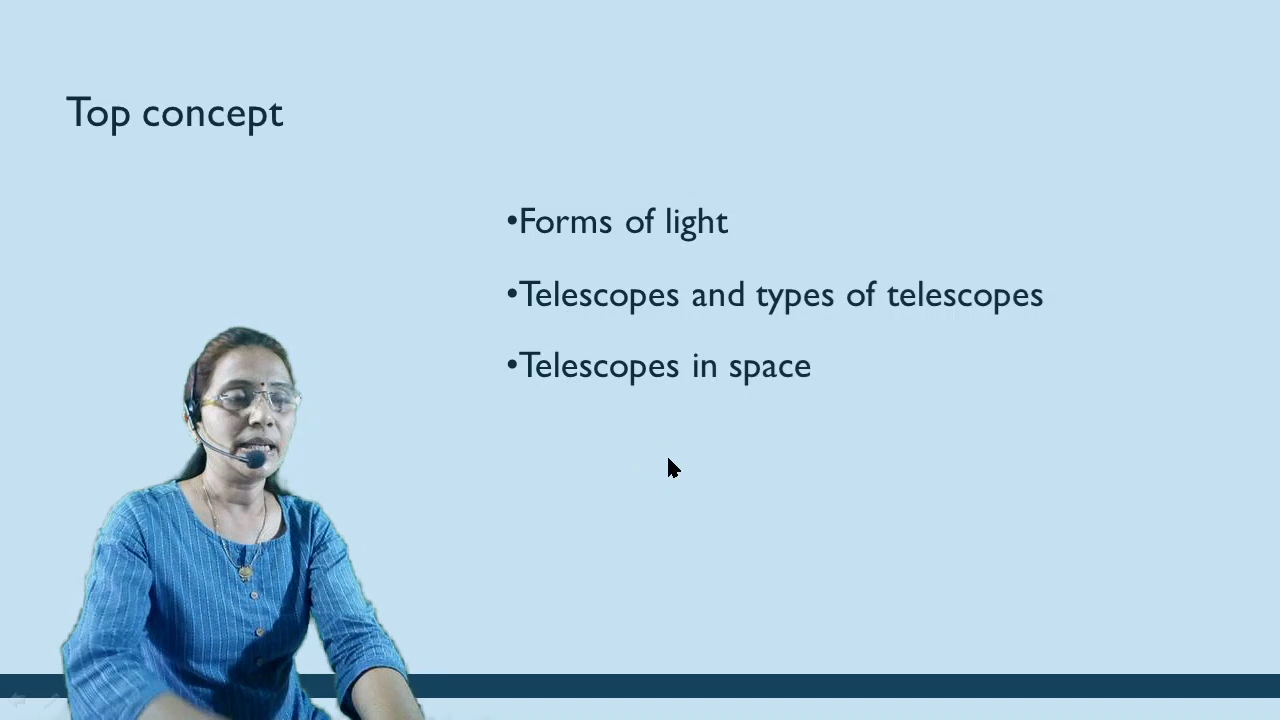 Top concept
•Forms of light
•Telescopes and types of telescopes
•Telescopes in space